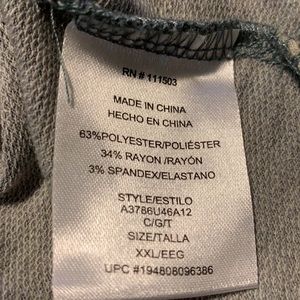 RN # 111503
MADE IN CHINA
HECHO EN CHINA
63%POLYESTER/POLIÉSTER
34% RAYON /RAYÓN
3% SPANDEX/ELASTANO
STYLE/ESTILO
A3786U46A12
C/G/T
SIZE/TALLA
XXL/EEG
UPC #194808096386